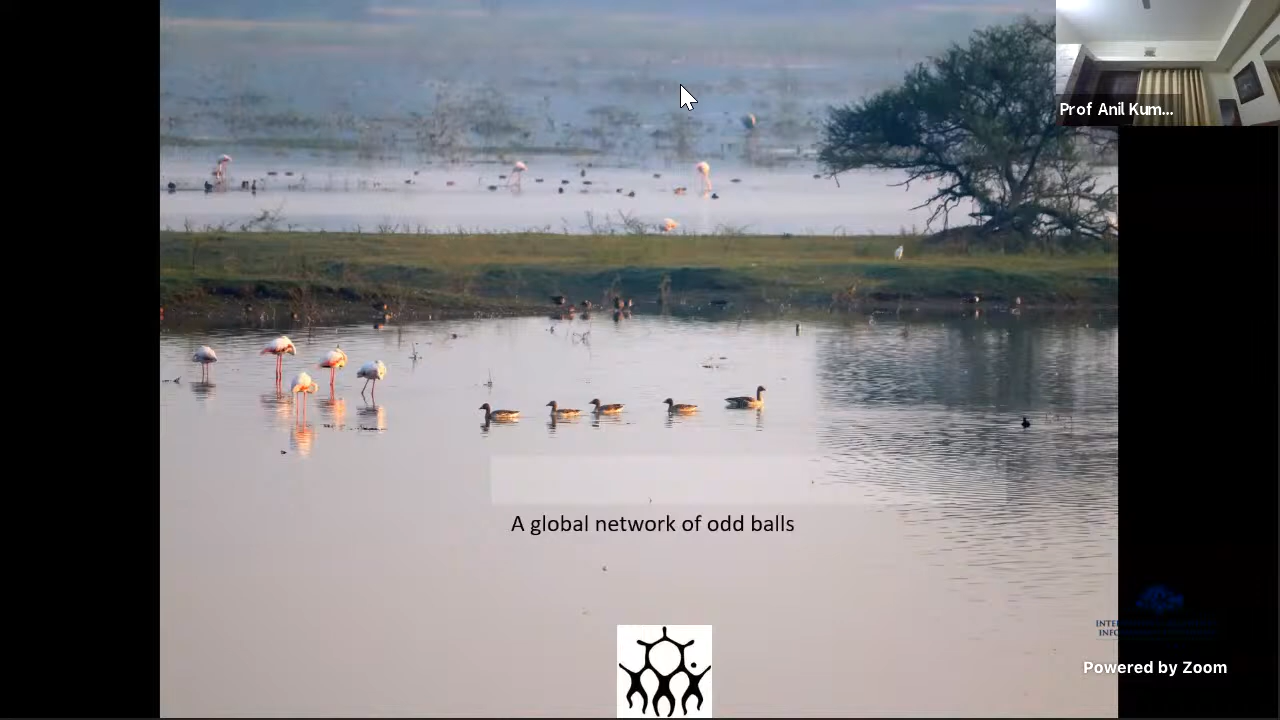 Prof Anil Kum...
A global network of odd balls
Powered by Zoom